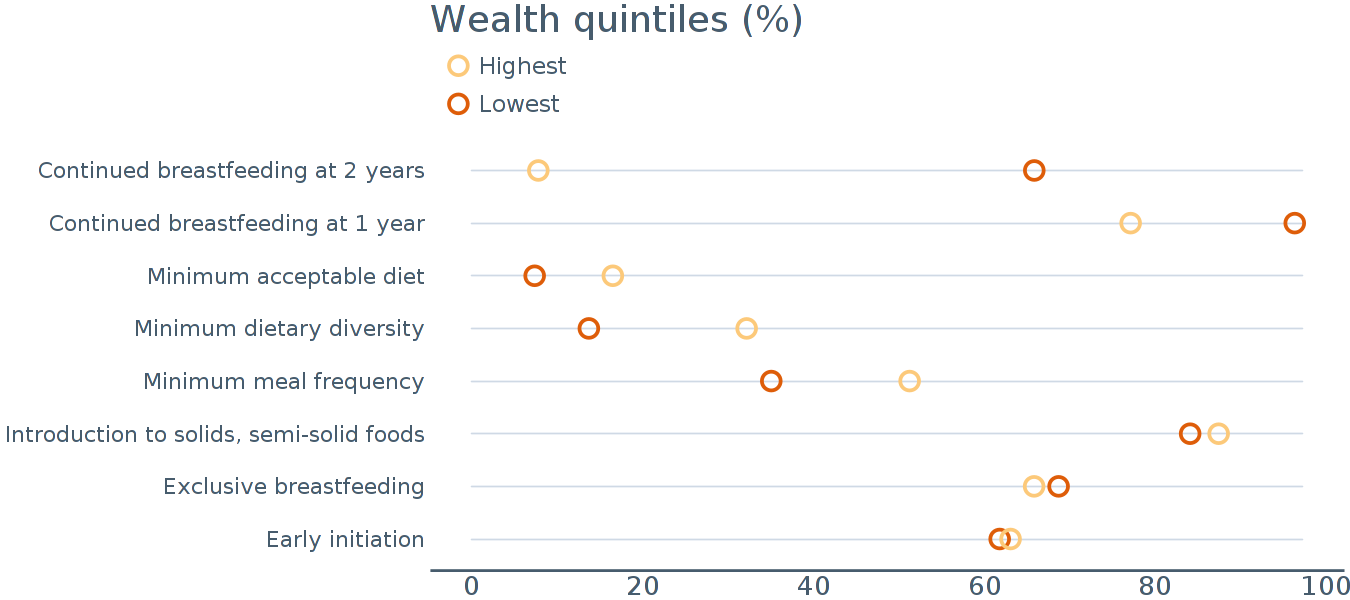 Wealth quintiles (%)
Highest
Lowest
Continued breastfeeding at 2 years
Continued breastfeeding at 1 year
Minimum acceptable diet
Minimum dietary diversity
Minimum meal frequency
Introduction to solids, semi-solid foods
Exclusive breastfeeding
Early initiation
0 20 40 60 80 100